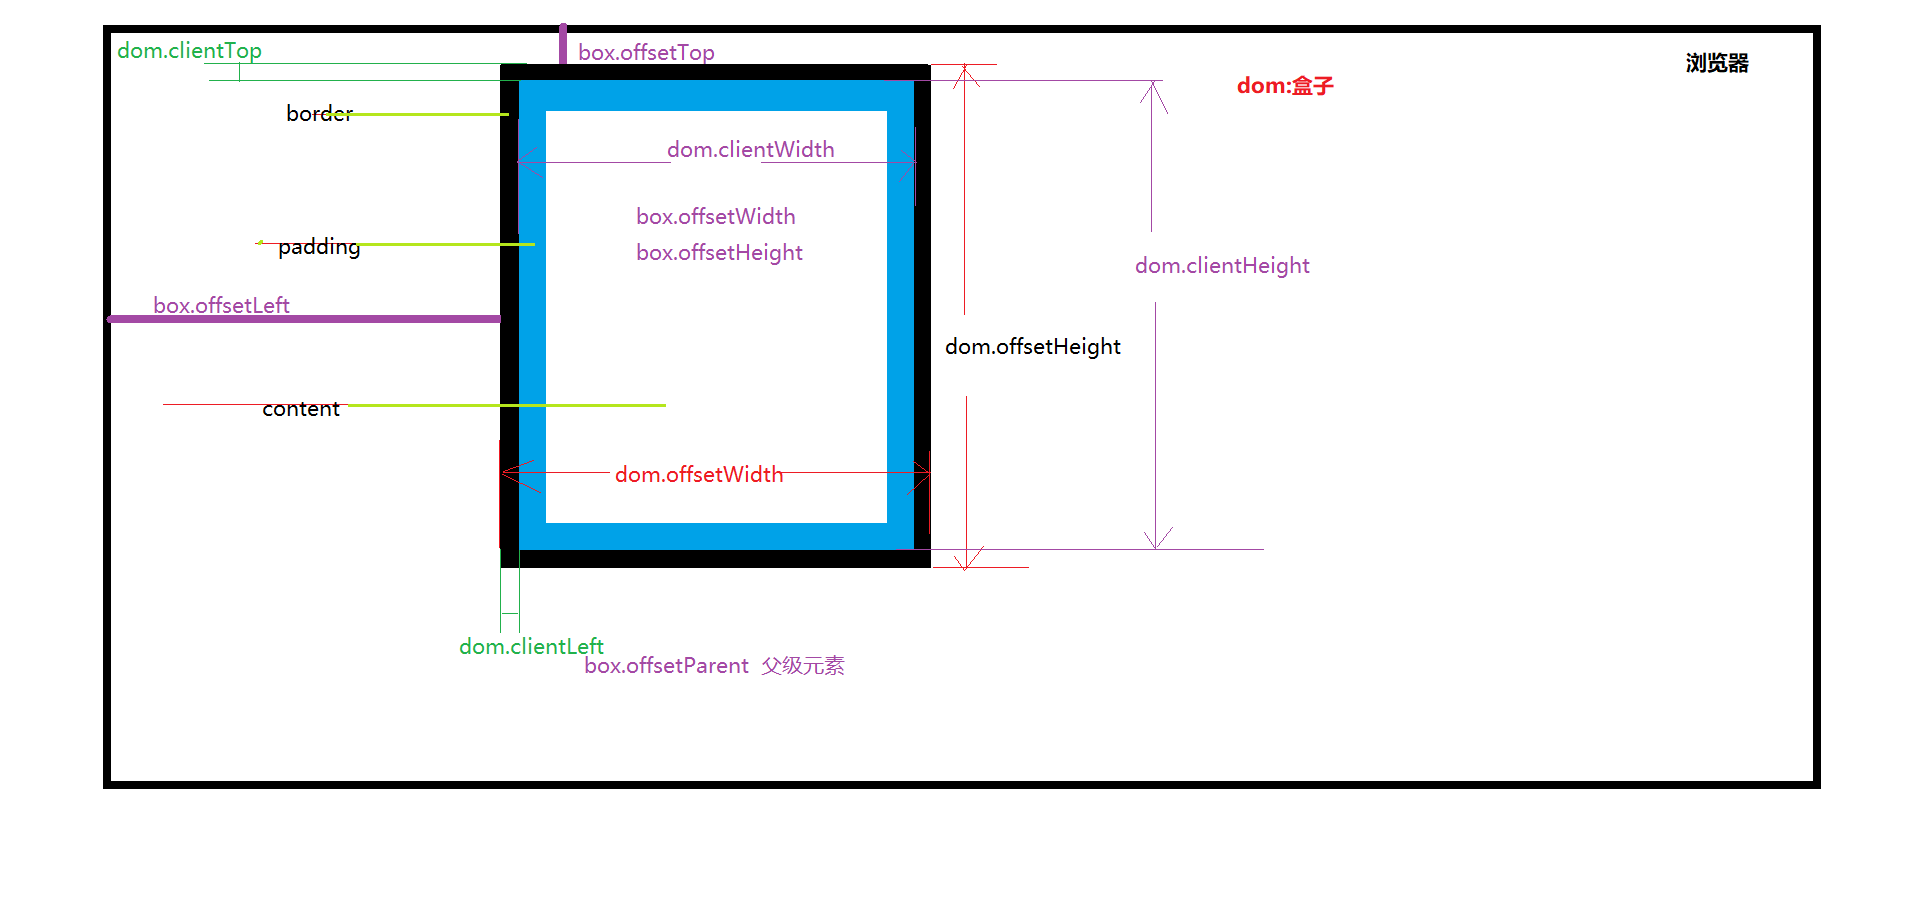 dom.clientTop
box.offsetTop
浏览器
dom:盒子
border
dom.clientWidth
box.offsetWidth
padding
box.offsetHeight
dom.clientHeight
box.offsetLeft
dom.offsetHeight
content
dom.offsetWidth
dom.clientLeft
box.offsetParent 父级元素